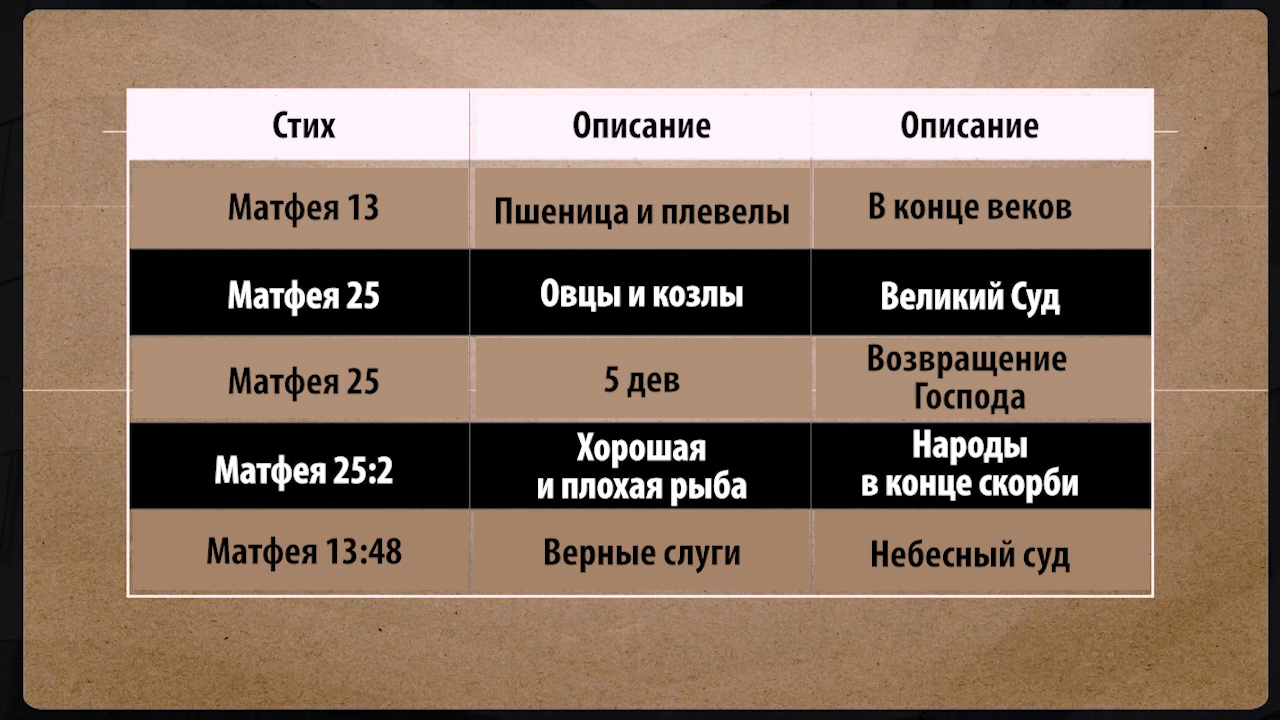 Стих Описание Описание
Матфея 13 Пшеница и плевелы В конце веков
Матфея 25 Овцы и козлы Великий Суд
Матфея 25 5 дев Возвращение
Господа
Матфея 25:2 Хорошая
и плохая рыба Народы
в конце скорби
Матфея 13:48 Верные слуги Небесный суд